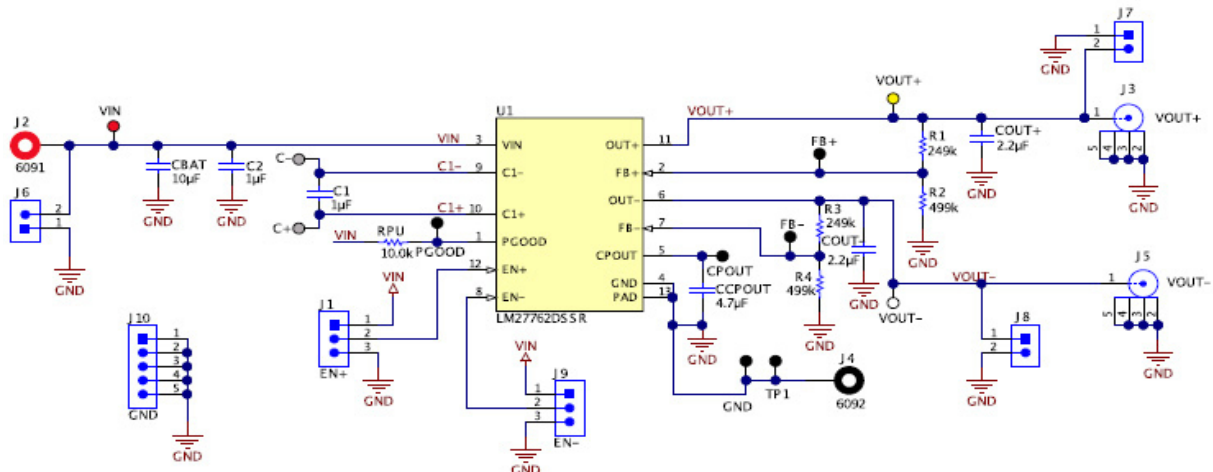 J2
6091
J6
2
1
GND
VIN
CBAT
10µF
GND
C2
1µF
GND
C-
C1
1µF
C+
VIN
C1-
C1+
VIN
RPU
10.0k
PGOOD
3
9
10
1
12
8
U1
VIN
C1-
C1+
PGOOD
EN+
EN-
OUT+
FB+
OUT-
FB-
CPOUT
GND
PAD
LM27762DSSR
11
2
6
7
5
4
13
VOUT+
FB+
VOUT+
R1
249k
R2
499k
GND
COUT+
2.2µF
GND
J7
1
2
GND
J3
1
VOUT+
5
4
3
2
GND
R3
249k
FB-
R4
499k
GND
COUT-
2.2µF
GND
CPOUT
CCPOUT
4.7µF
GND
VOUT-
VOUT-
J5
1
VOUT-
5
4
3
2
GND
J8
1
2
GND
GND
TP1
J4
6092
J10
1
2
3
4
5
GND
GND
VIN
J1
1
2
3
EN+
GND
VIN
J9
1
2
3
EN-
GND